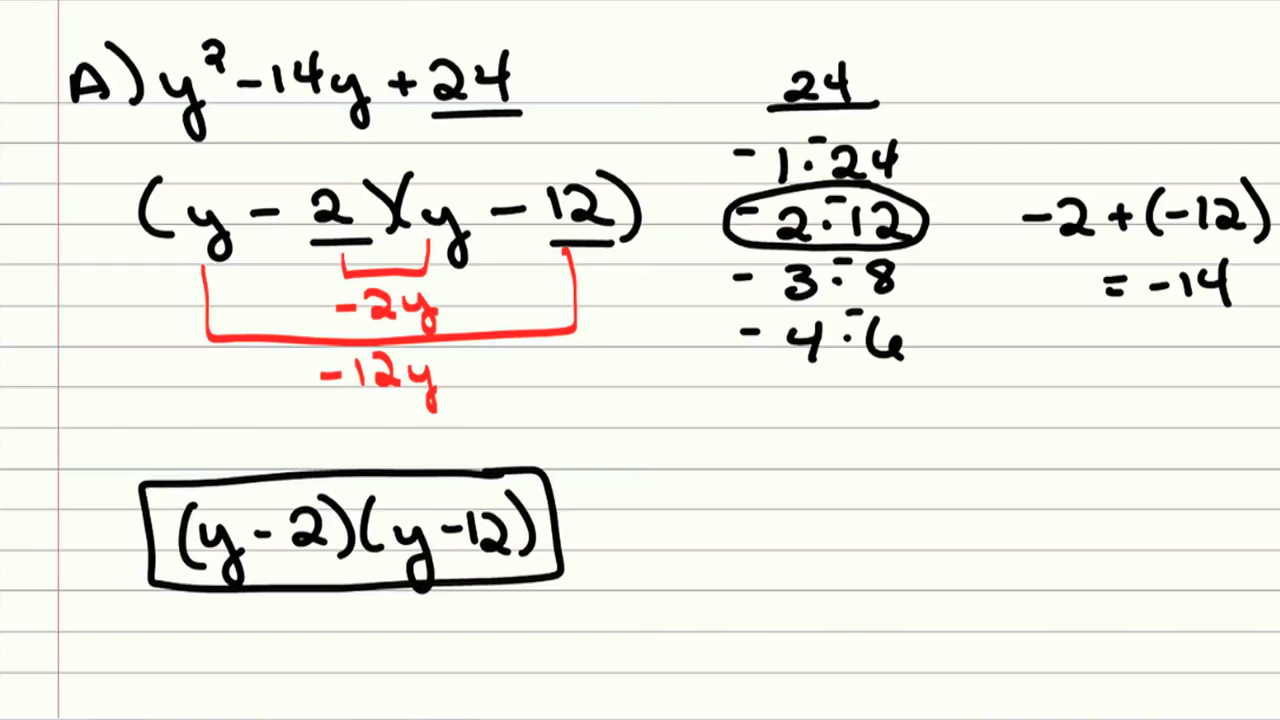 A) y² - 14y + 24
(y - 2)(y - 12)
-2y
-12y
(y - 2)(y - 12)
24
-1 · -24
-2 · -12
-3 · -8
-4 · -6
-2 + (-12)
= -14